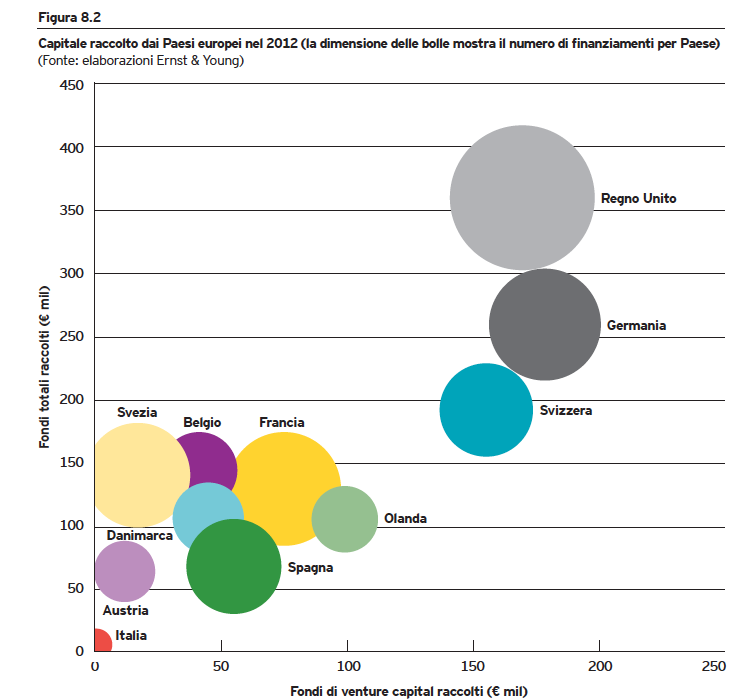 Figura 8.2
Capitale raccolto dai Paesi europei nel 2012 (la dimensione delle bolle mostra il numero di finanziamenti per Paese)
(Fonte: elaborazioni Ernst & Young)
Fondi totali raccolti (€ mil)
450
400
350
300
250
200
150
100
50
0
Regno Unito
Germania
Svizzera
Svezia
Belgio
Francia
Olanda
Danimarca
Spagna
Austria
Italia
0
50
100
150
200
250
Fondi di venture capital raccolti (€ mil)